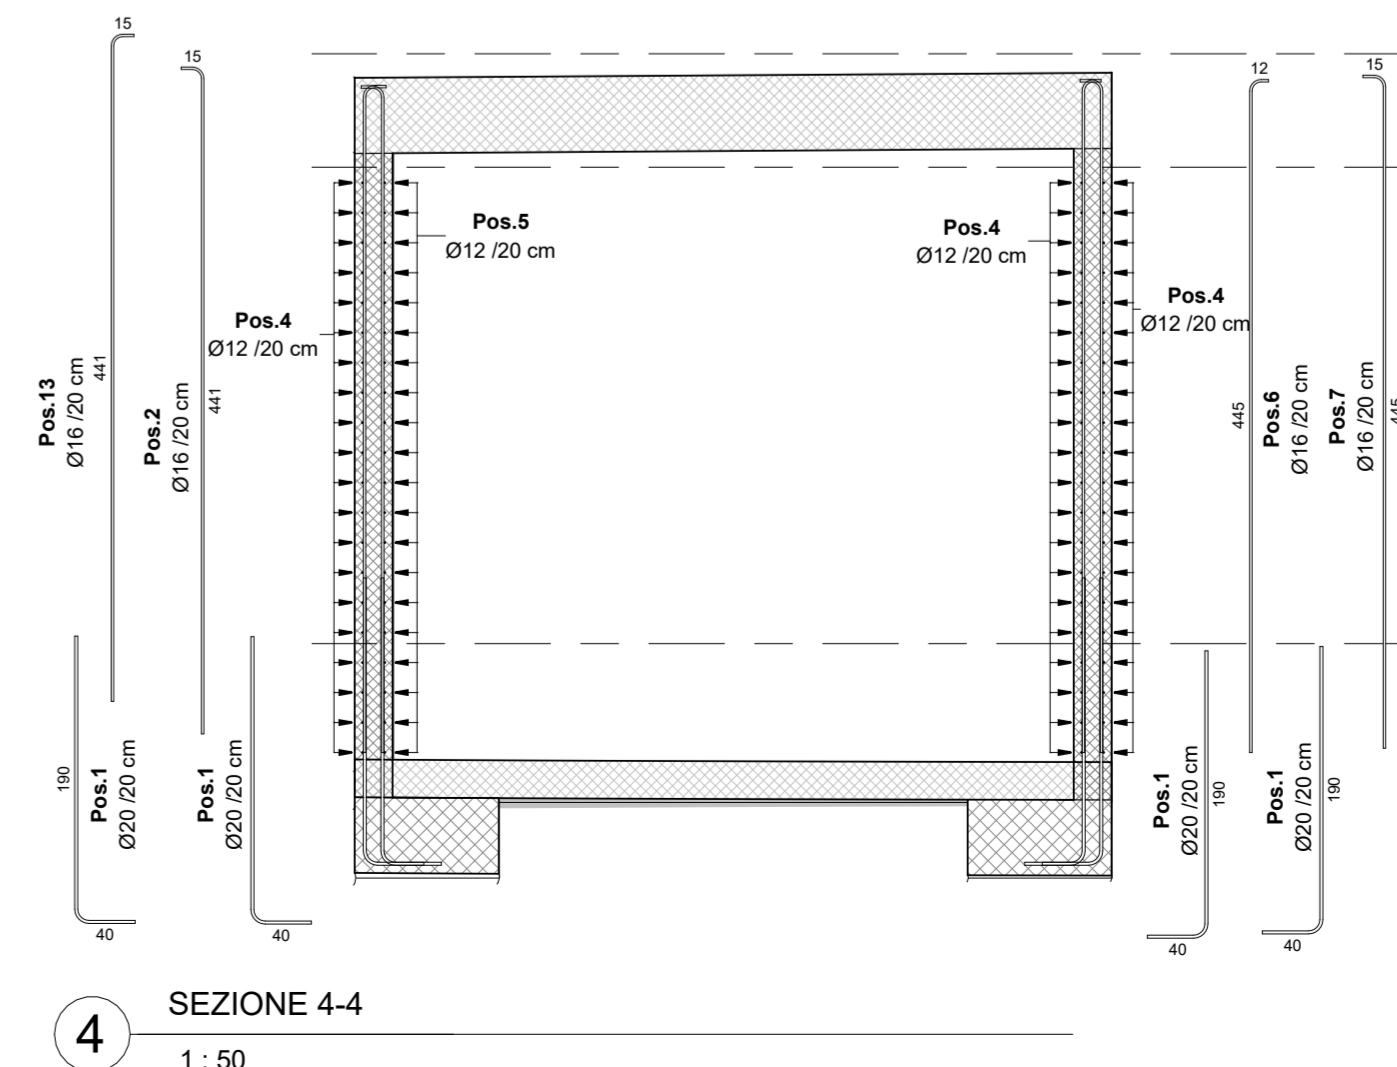 15
15
12
15
Pos.5
Ø12 /20 cm
Pos.4
Ø12 /20 cm
Pos.4
Ø12 /20 cm
Pos.4
Ø12 /20 cm
Pos.13
Ø16 /20 cm
441
Pos.2
Ø16 /20 cm
441
445
Pos.6
Ø16 /20 cm
Pos.7
Ø16 /20 cm
445
190
Pos.1
Ø20 /20 cm
Pos.1
Ø20 /20 cm
Pos.1
Ø20 /20 cm
190
Pos.1
Ø20 /20 cm
190
40
40
40
40
4
SEZIONE 4-4
1 : 50